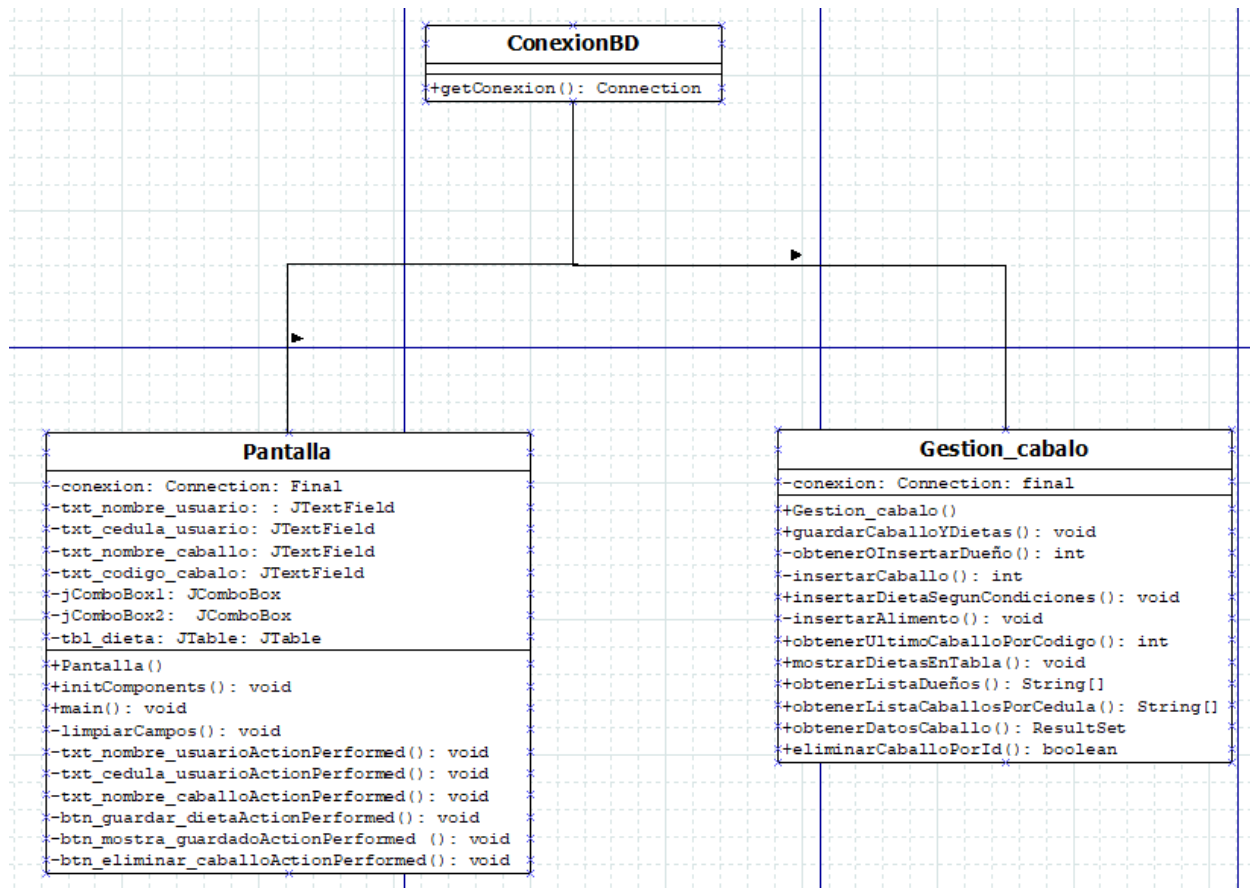 ConexionBD
+getConexion(): Connection
Pantalla
-conexion: Connection: Final
-txt_nombre_usuario: : JTextField
-txt_cedula_usuario: JTextField
-txt_nombre_caballo: JTextField
-txt_codigo_cabalo: JTextField
-jComboBox1: JComboBox
-jComboBox2:  JComboBox
-tbl_dieta: JTable: JTable
+Pantalla()
+initComponents(): void
+main(): void
-limpiarCampos(): void
-txt_nombre_usuarioActionPerformed(): void
-txt_cedula_usuarioActionPerformed(): void
-txt_nombre_caballoActionPerformed(): void
-btn_guardar_dietaActionPerformed(): void
-btn_mostra_guardadoActionPerformed (): void
-btn_eliminar_caballoActionPerformed(): void
Gestion_cabalo
-conexion: Connection: final
+Gestion_cabalo()
+guardarCaballoYDietas(): void
-obtenerOInsertarDueño(): int
-insertarCaballo(): int
+insertarDietaSegunCondiciones(): void
-insertarAlimento(): void
+obtenerUltimoCaballoPorCodigo(): int
+mostrarDietasEnTabla(): void
+obtenerListaDueños(): String[]
+obtenerListaCaballosPorCedula(): String[]
+obtenerDatosCaballo(): ResultSet
+eliminarCaballoPorId(): boolean